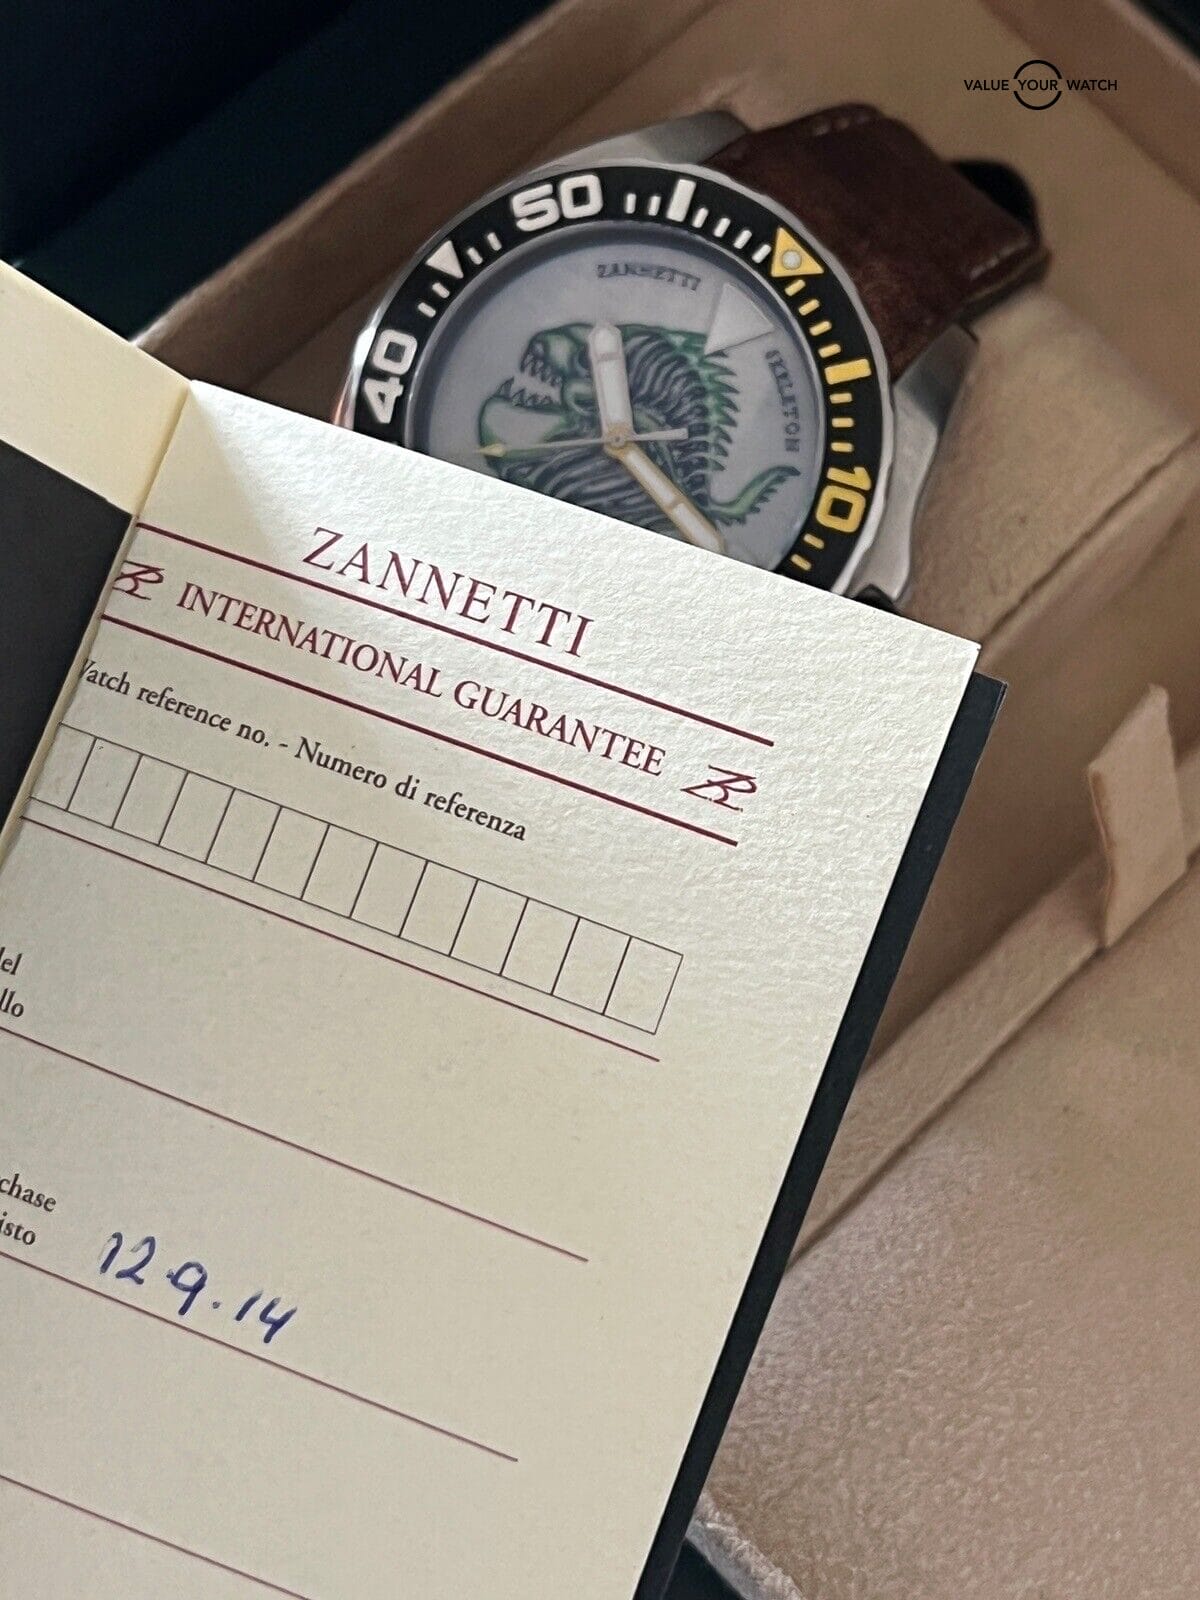 VALUE YOUR WATCH
50
40
10
ZANNETTI
SKELETON
ZANNETTI
INTERNATIONAL GUARANTEE
Watch reference no. - Numero di referenza
del
llo
chase
isto
12.9.14